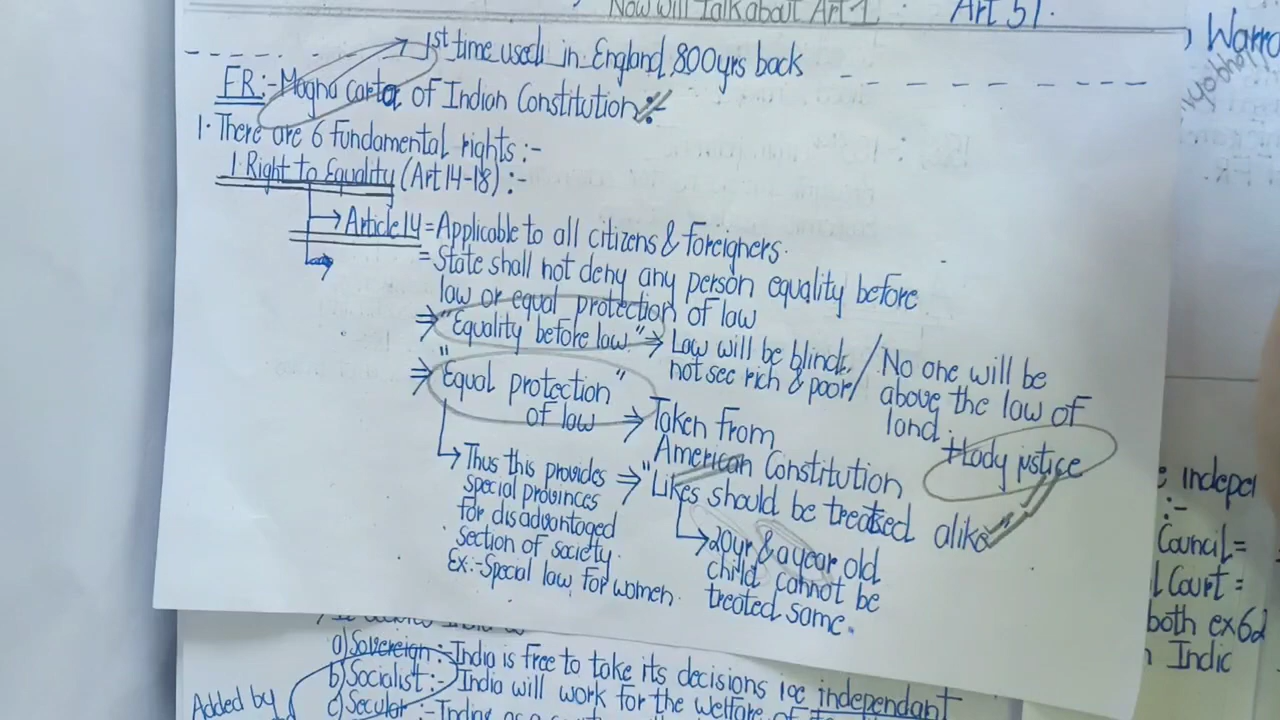 Now will talk about Art 1
Art 51.
1st time used in England 800yrs back
FR:- Magna carta of Indian Constitution:-
1. There are 6 Fundamental rights:-
1. Right to Equality (Art 14-18):-
→ Article 14 = Applicable to all citizens & foreigners.
= State shall not deny any person equality before
law or equal protection of law
⇒ "Equality before law" ⇒ Law will be blind. / No one will be
not see rich & poor/ above the law of
land.
⇒ "Equal protection"
of law ⇒ Taken from
American Constitution
+Lady justice
→ Thus this provides ⇒ "Likes should be treated alike"
special provinces
for disadvantaged
section of society.
Ex:- Special law for women.
→ 20yr & a year old
child cannot be
treated same.
a) Sovereign:- India is free to take its decisions ie independant
b) Socialist:- India will work for the welfare of
c) Secular:-
Added by
indepe
:-
Council =
Court =
both ex 62
Indic